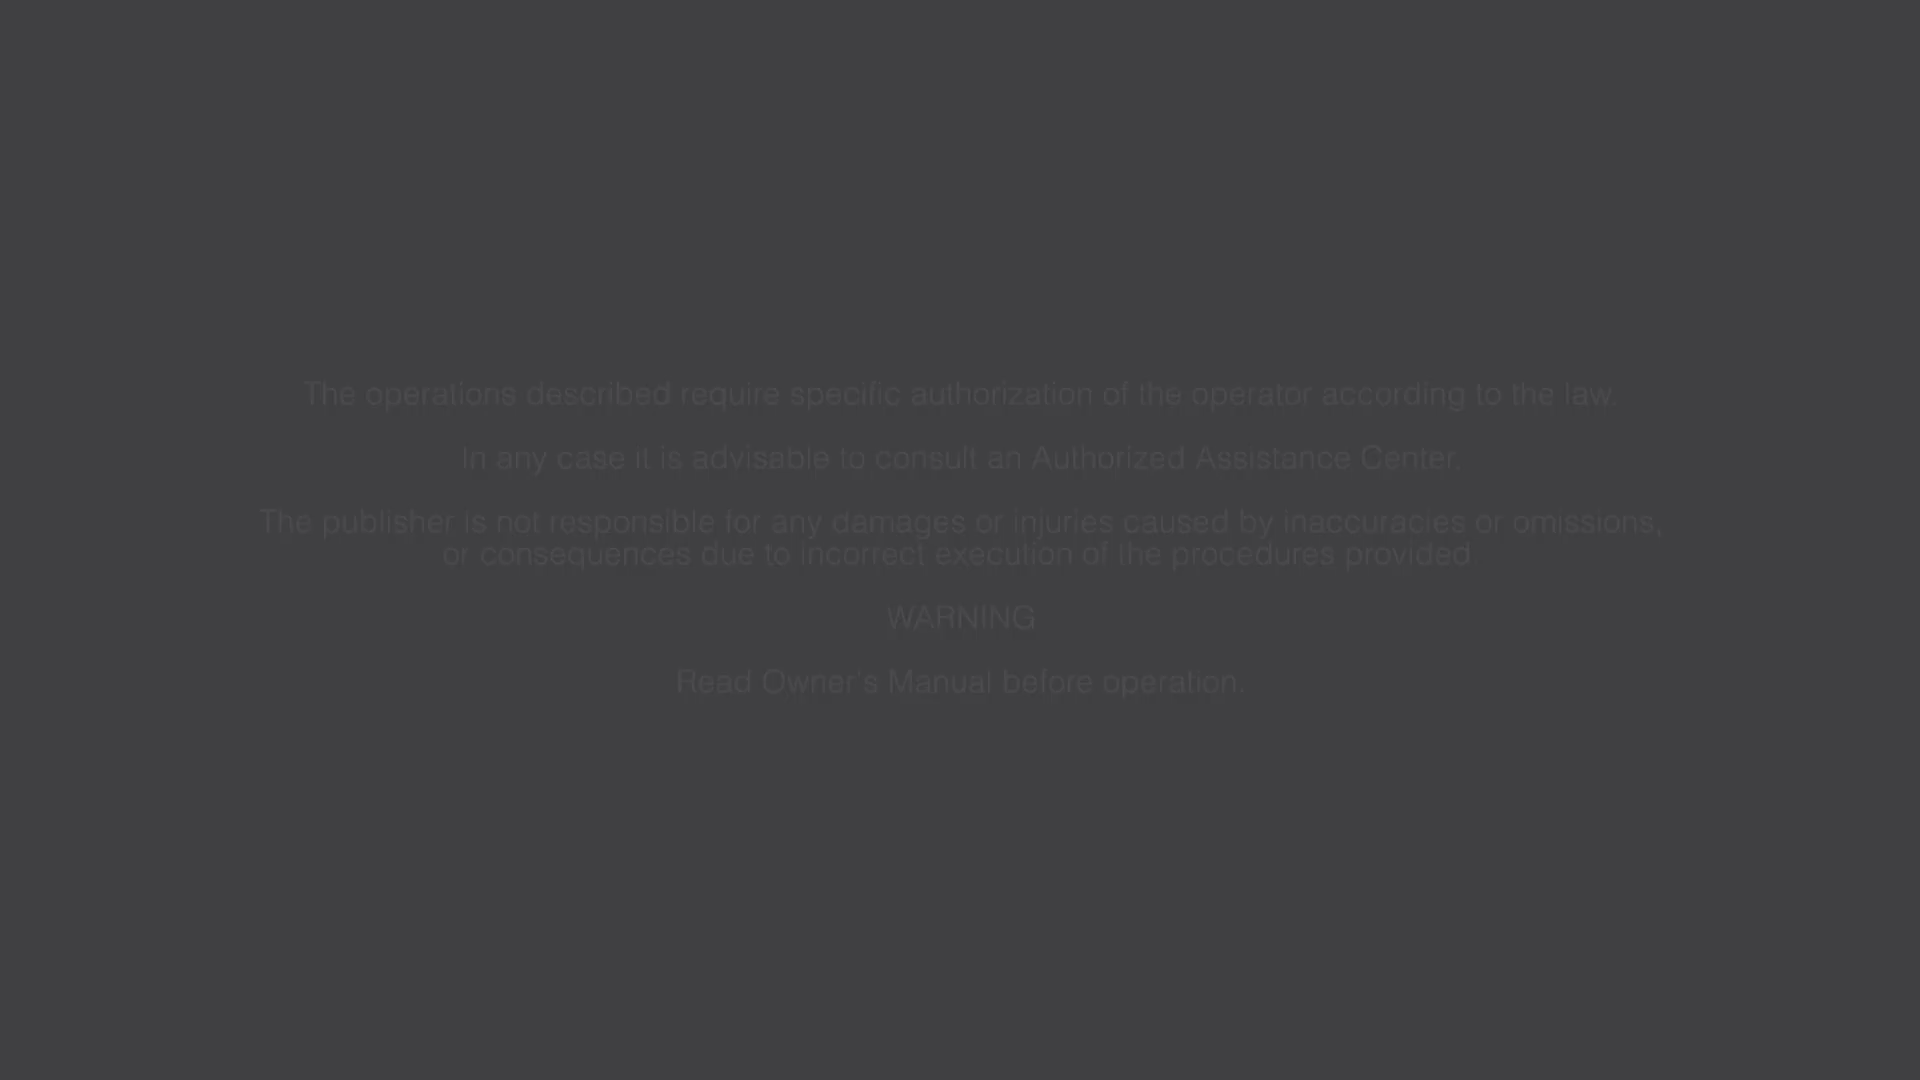 The operations described require specific authorization of the operator according to the law.
In any case it is advisable to consult an Authorized Assistance Center.
The publisher is not responsible for any damages or injuries caused by inaccuracies or omissions,
or consequences due to incorrect execution of the procedures provided
WARNING
Read Owner's Manual before operation.